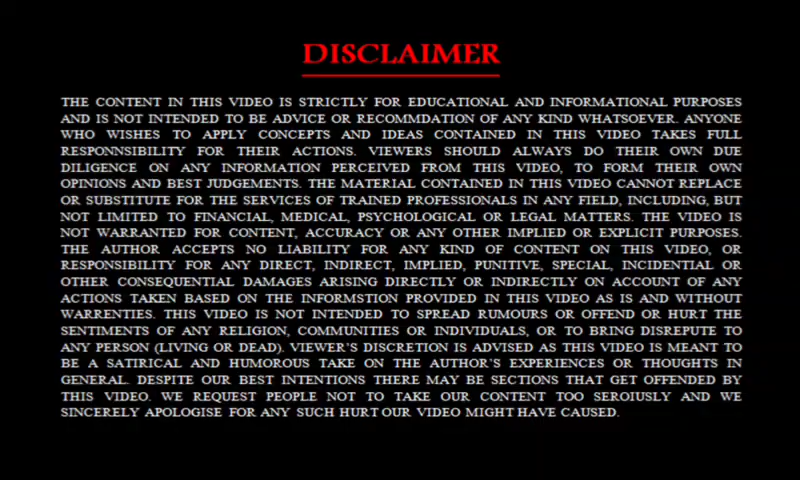 DISCLAIMER
THE CONTENT IN THIS VIDEO IS STRICTLY FOR EDUCATIONAL AND INFORMATIONAL PURPOSES
AND IS NOT INTENDED TO BE ADVICE OR RECOMMDATION OF ANY KIND WHATSOEVER. ANYONE
WHO WISHES TO APPLY CONCEPTS AND IDEAS CONTAINED IN THIS VIDEO TAKES FULL
RESPONNSIBILITY FOR THEIR ACTIONS. VIEWERS SHOULD ALWAYS DO THEIR OWN DUE
DILIGENCE ON ANY INFORMATION PERCEIVED FROM THIS VIDEO, TO FORM THEIR OWN
OPINIONS AND BEST JUDGEMENTS. THE MATERIAL CONTAINED IN THIS VIDEO CANNOT REPLACE
OR SUBSTITUTE FOR THE SERVICES OF TRAINED PROFESSIONALS IN ANY FIELD, INCLUDING, BUT
NOT LIMITED TO FINANCIAL, MEDICAL, PSYCHOLOGICAL OR LEGAL MATTERS. THE VIDEO IS
NOT WARRANTED FOR CONTENT, ACCURACY OR ANY OTHER IMPLIED OR EXPLICIT PURPOSES.
THE AUTHOR ACCEPTS NO LIABILITY FOR ANY KIND OF CONTENT ON THIS VIDEO, OR
RESPONSIBILITY FOR ANY DIRECT, INDIRECT, IMPLIED, PUNITIVE, SPECIAL, INCIDENTAL OR
OTHER CONSEQUENTIAL DAMAGES ARISING DIRECTLY OR INDIRECTLY ON ACCOUNT OF ANY
ACTIONS TAKEN BASED ON THE INFORMSTION PROVIDED IN THIS VIDEO AS IS AND WITHOUT
WARRENTIES. THIS VIDEO IS NOT INTENDED TO SPREAD RUMOURS OR OFFEND OR HURT THE
SENTIMENTS OF ANY RELIGION, COMMUNITIES OR INDIVIDUALS, OR TO BRING DISREPUTE TO
ANY PERSON (LIVING OR DEAD). VIEWER'S DISCRETION IS ADVISED AS THIS VIDEO IS MEANT TO
BE A SATIRICAL AND HUMOROUS TAKE ON THE AUTHOR'S EXPERIENCES OR THOUGHTS IN
GENERAL. DESPITE OUR BEST INTENTIONS THERE MAY BE SECTIONS THAT GET OFFENDED BY
THIS VIDEO. WE REQUEST PEOPLE NOT TO TAKE OUR CONTENT TOO SEROIUSLY AND WE
SINCERELY APOLOGISE FOR ANY SUCH HURT OUR VIDEO MIGHT HAVE CAUSED.